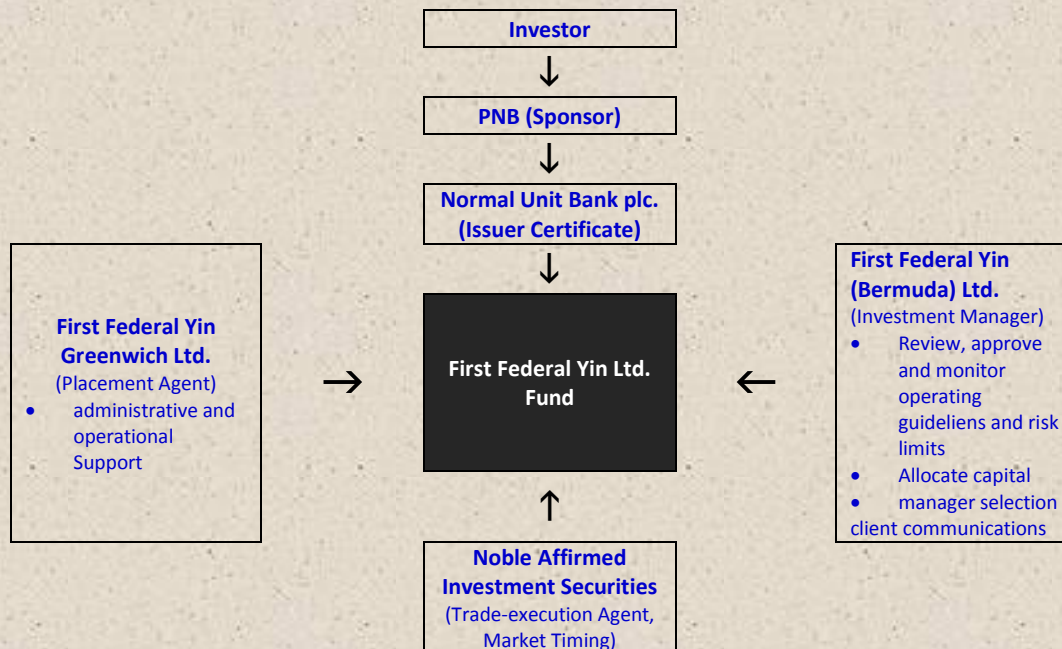 Investor
↓
PNB (Sponsor)
↓
Normal Unit Bank plc.
(Issuer Certificate)
↓
First Federal Yin
Greenwich Ltd.
(Placement Agent)
• administrative and
operational
Support
→
First Federal Yin Ltd.
Fund
←
First Federal Yin
(Bermuda) Ltd.
(Investment Manager)
• Review, approve
and monitor
operating
guideliens and risk
limits
• Allocate capital
• manager selection
client communications
↑
Noble Affirmed
Investment Securities
(Trade-execution Agent,
Market Timing)